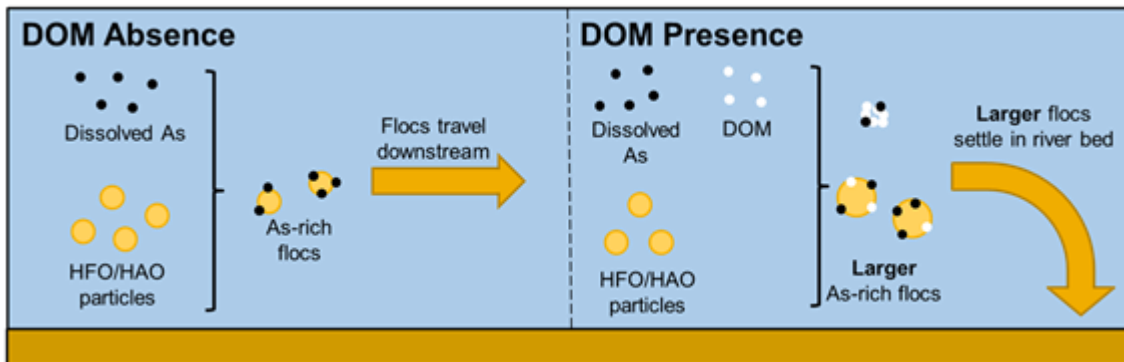 DOM Absence
Dissolved As
HFO/HAO
particles
As-rich
flocs
Flocs travel
downstream
DOM Presence
Dissolved
As
DOM
HFO/HAO
particles
Larger
As-rich flocs
Larger flocs
settle in river bed